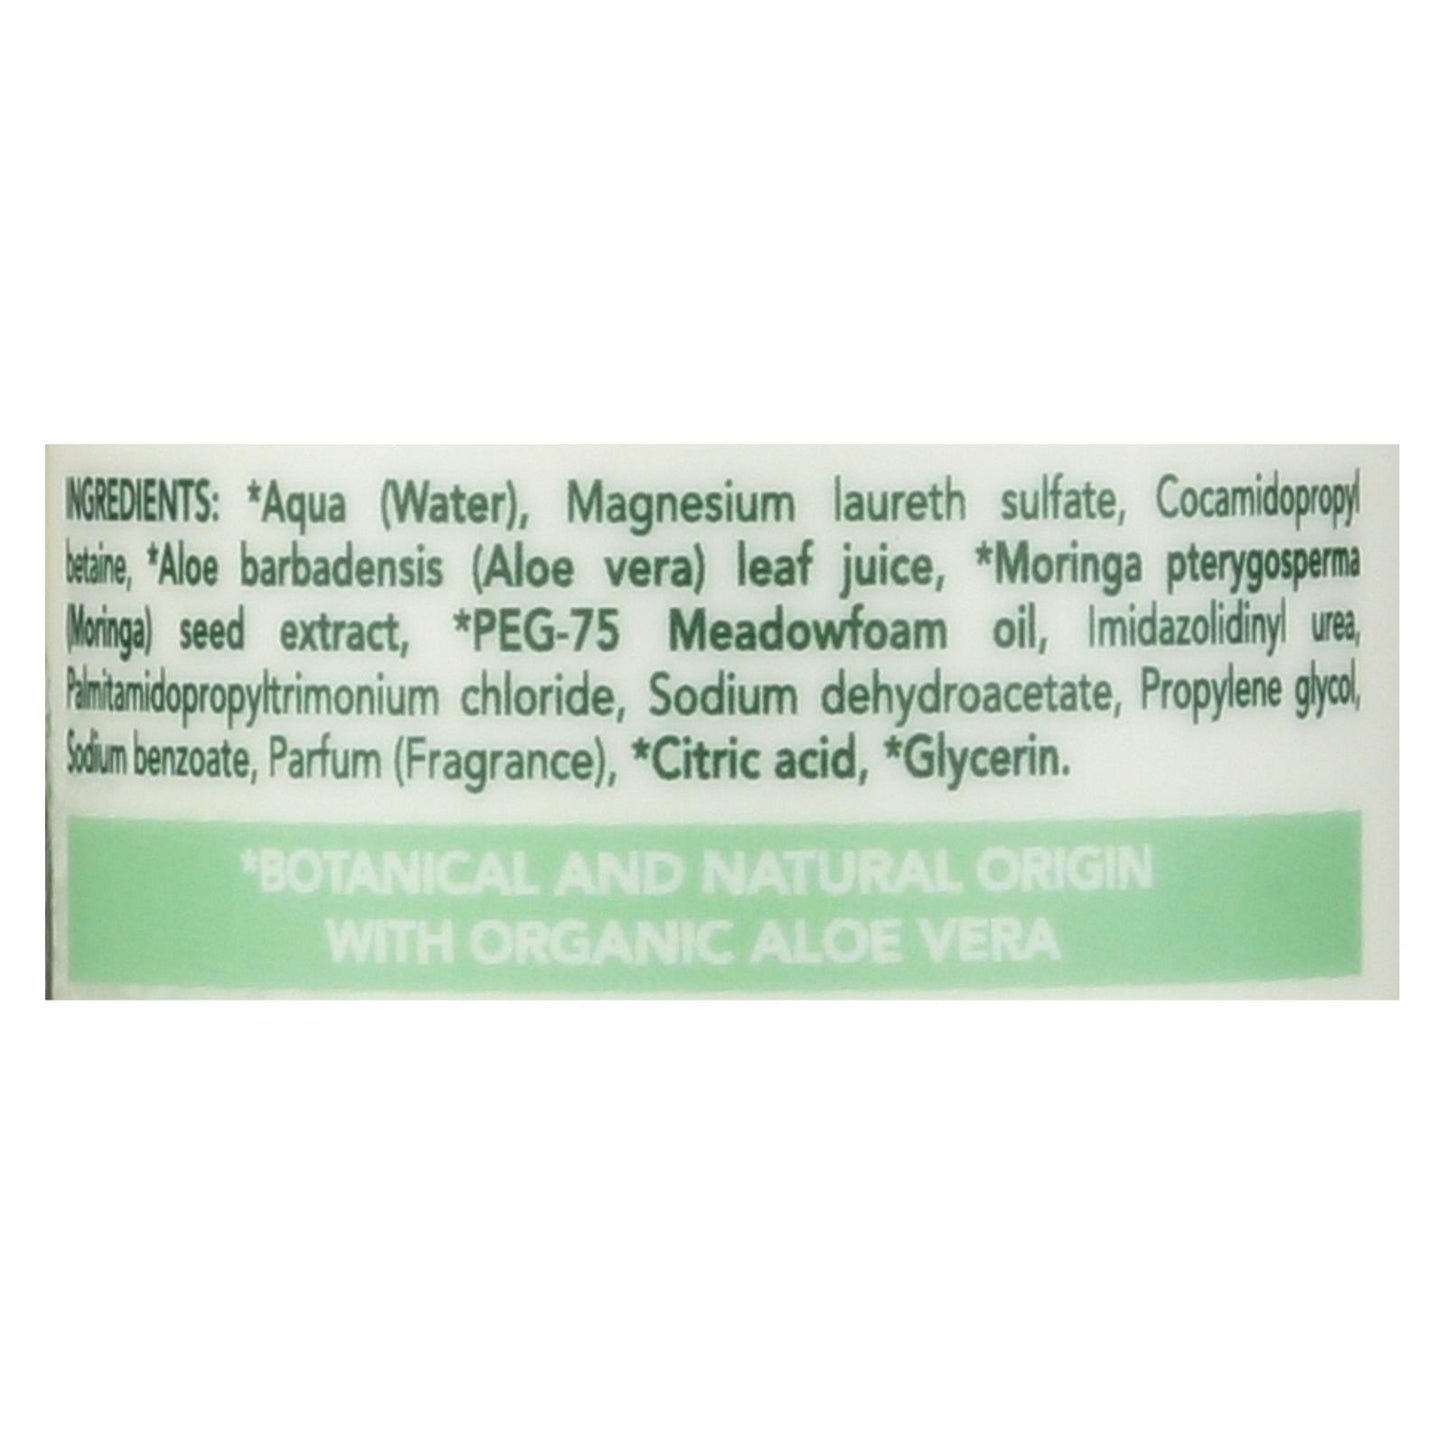 INGREDIENTS: *Aqua (Water), Magnesium laureth sulfate, Cocamidopropyl
betaine, *Aloe barbadensis (Aloe vera) leaf juice, *Moringa pterygosperma
(Moringa) seed extract, *PEG-75 Meadowfoam oil, Imidazolidinyl urea,
Palmitamidopropyltrimonium chloride, Sodium dehydroacetate, Propylene glycol,
Sodium benzoate, Parfum (Fragrance), *Citric acid, *Glycerin.
*BOTANICAL AND NATURAL ORIGIN
WITH ORGANIC ALOE VERA